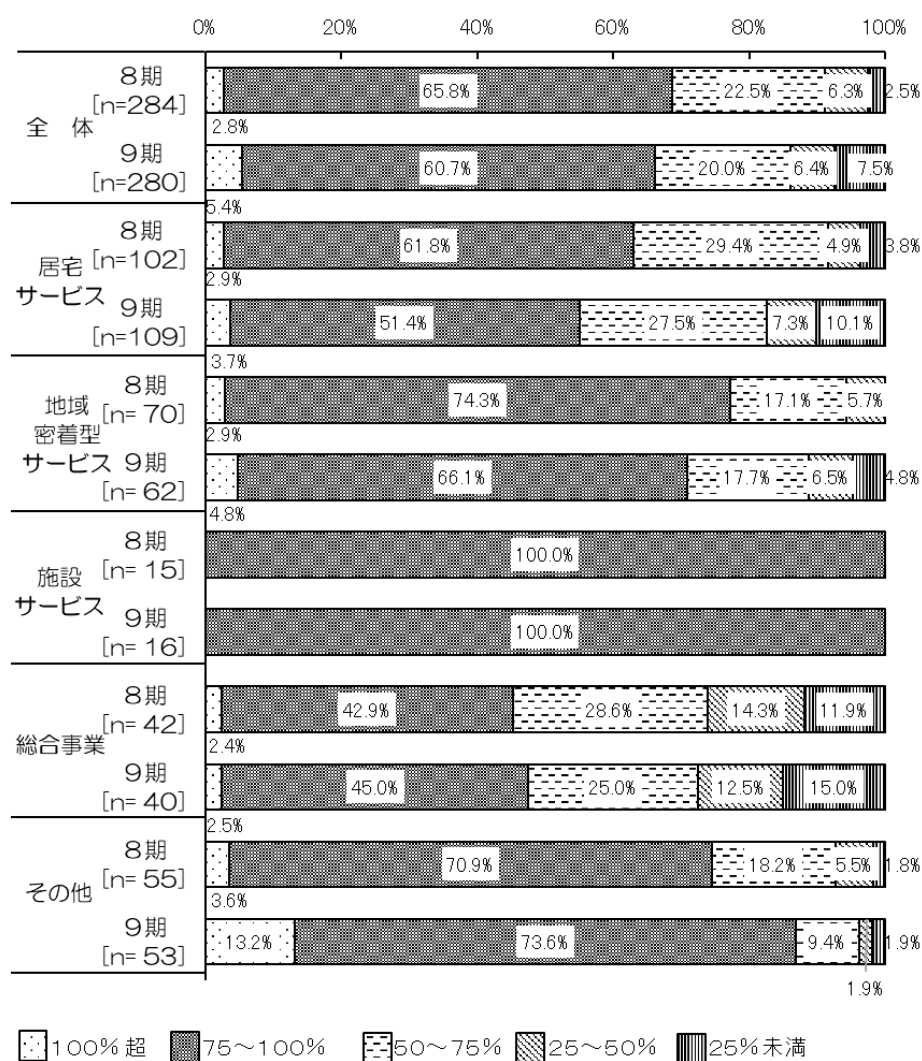 0% 20% 40% 60% 80% 100%
全 体
8期
[n=284]
65.8% 22.5% 6.3% 2.5%
2.8%
9期
[n=280]
60.7% 20.0% 6.4% 7.5%
5.4%
居宅
サービス
8期
[n=102]
61.8% 29.4% 4.9% 3.8%
2.9%
9期
[n=109]
51.4% 27.5% 7.3% 10.1%
3.7%
地域
密着型
サービス
8期
[n= 70]
74.3% 17.1% 5.7%
2.9%
9期
[n= 62]
66.1% 17.7% 6.5% 4.8%
4.8%
施設
サービス
8期
[n= 15]
100.0%
9期
[n= 16]
100.0%
総合事業
8期
[n= 42]
42.9% 28.6% 14.3% 11.9%
2.4%
9期
[n= 40]
45.0% 25.0% 12.5% 15.0%
2.5%
その他
8期
[n= 55]
70.9% 18.2% 5.5% 1.8%
3.6%
9期
[n= 53]
13.2% 73.6% 9.4% 1.9%
1.9%
100%超 75～100% 50～75% 25～50% 25%未満